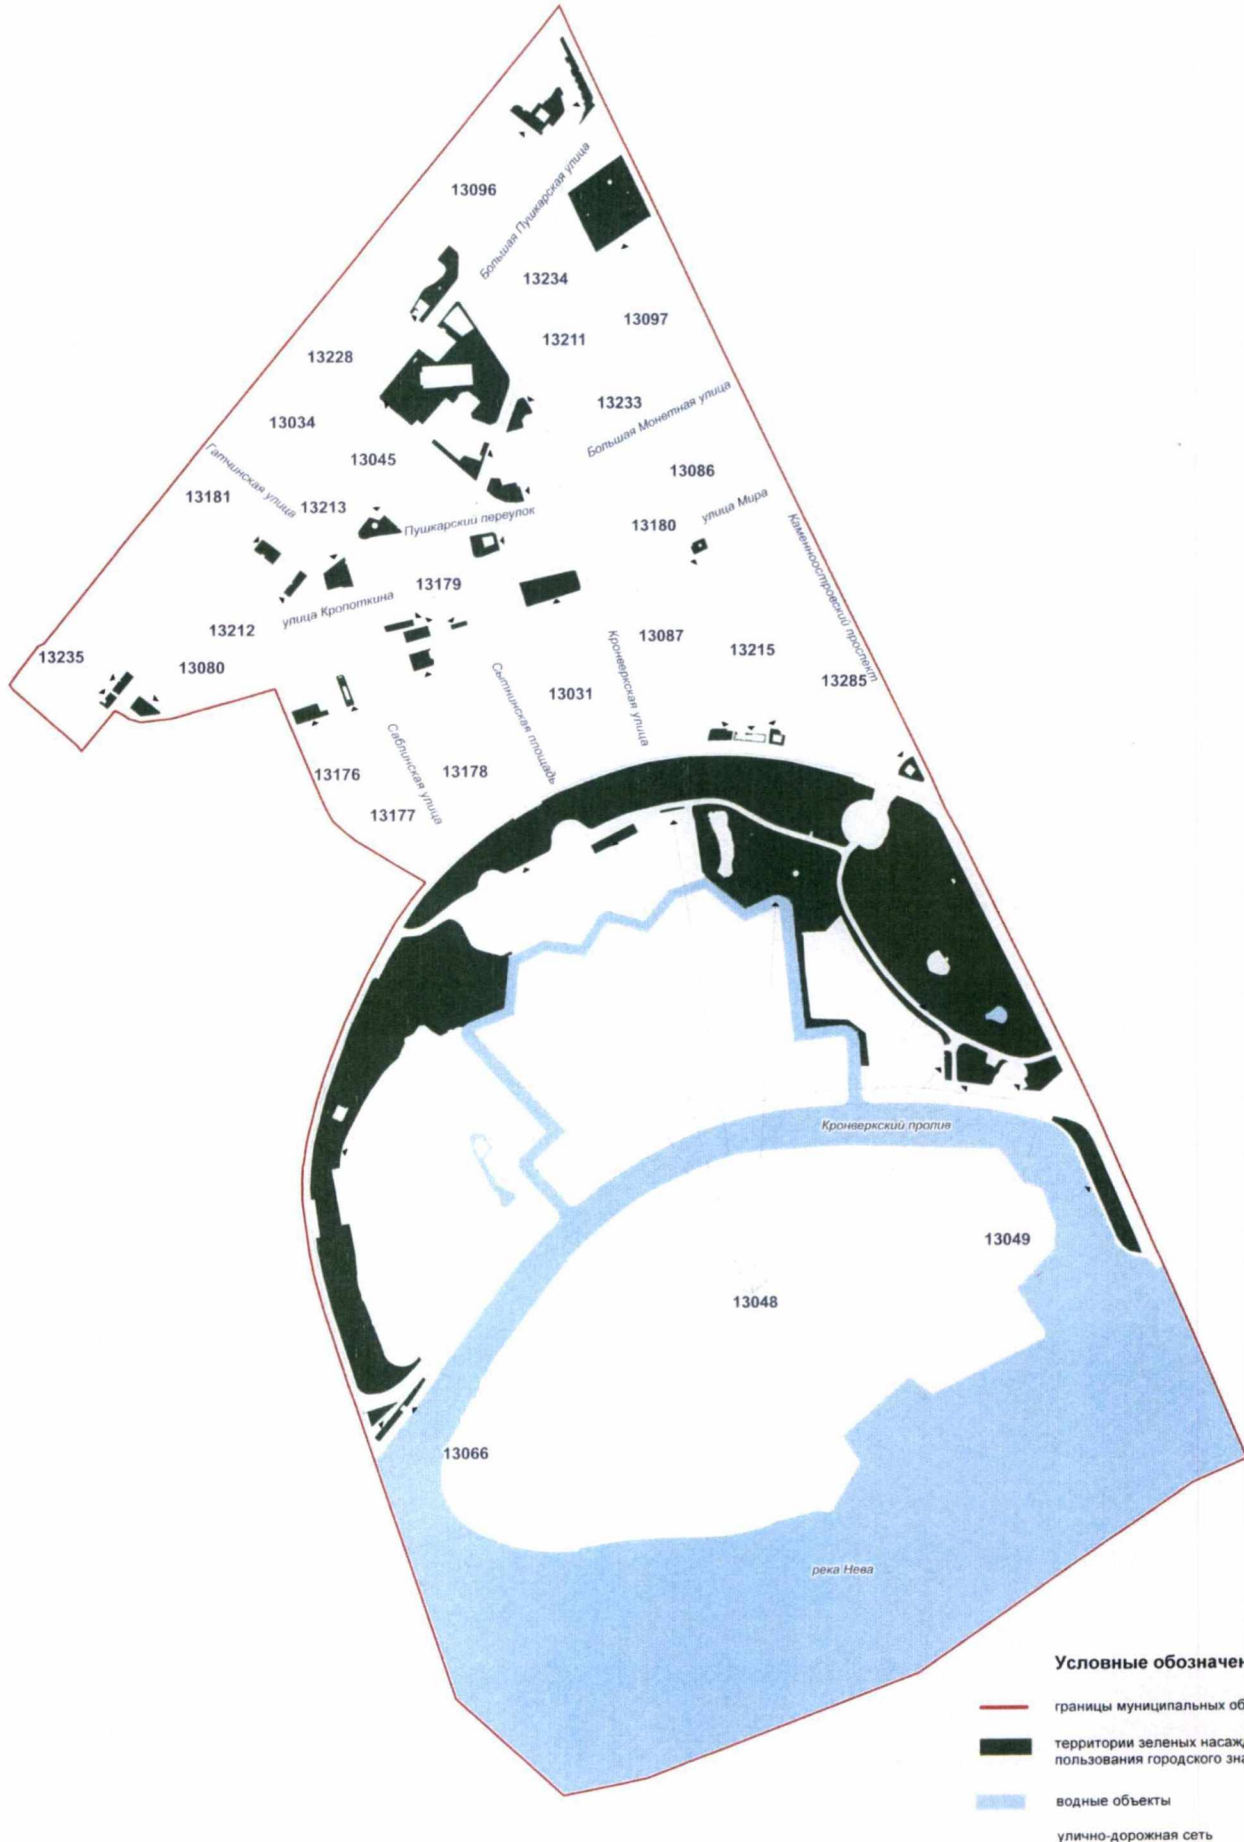 13096
Большая Пушкарская улица
13234
13097
13211
13228
13233
Большая Монетная улица
13034
13045
13086
Гатчинская улица
13181
13213
Пушкарский переулок
13180
улица Мира
Каменноостровский проспект
13179
улица Кропоткина
13212
13087
13215
13235
13080
Кронверкская улица
13285
Сытнинская площадь
13031
Саблинская улица
13176
13178
13177
Кронверкский пролив
13049
13048
13066
река Нева
Условные обозначен
границы муниципальных об
территории зеленых насаж
пользования городского зна
водные объекты
улично-дорожная сеть